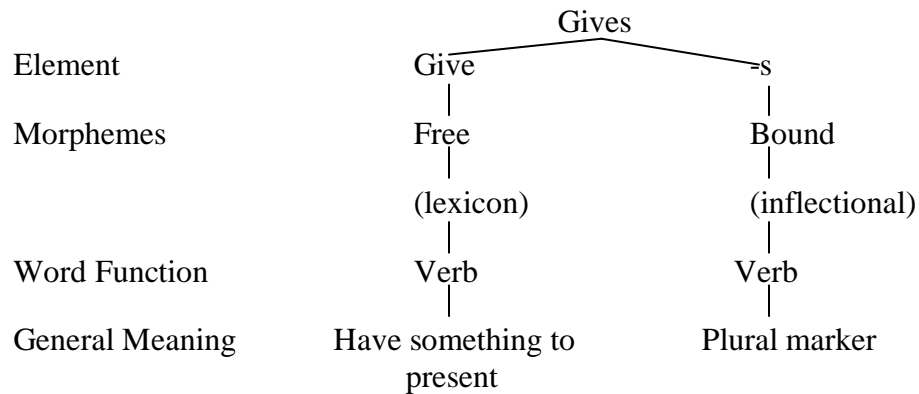 Gives
Element Give -s
Morphemes Free Bound
(lexicon) (inflectional)
Word Function Verb Verb
General Meaning Have something to Plural marker
present